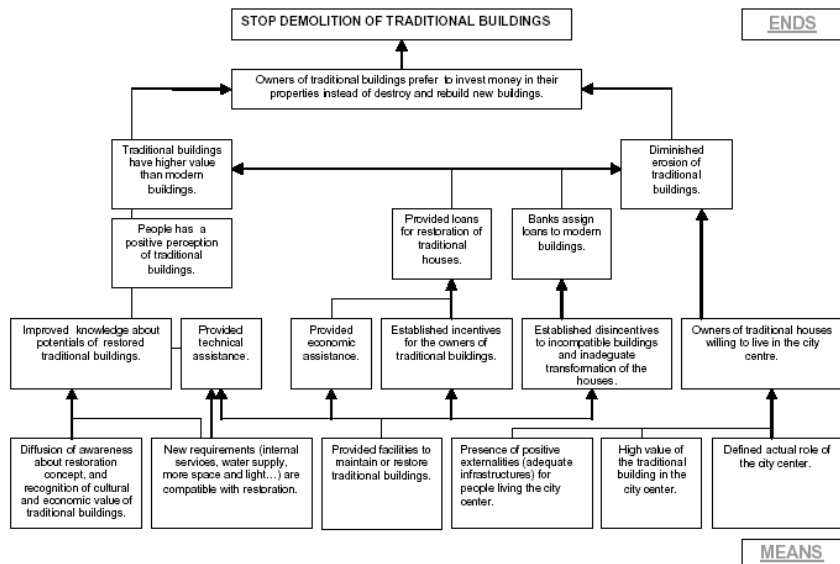 STOP DEMOLITION OF TRADITIONAL BUILDINGS
ENDS
Owners of traditional buildings prefer to invest money in their
properties instead of destroy and rebuild new buildings.
Traditional buildings
have higher value
than modern
buildings.
Diminished
erosion of
traditional
buildings.
People has a
positive perception
of traditional
buildings.
Provided loans
for restoration of
traditional
houses.
Banks assign
loans to modern
buildings.
Improved knowledge about
potentials of restored
traditional buildings.
Provided
technical
assistance.
Provided
economic
assistance.
Established incentives
for the owners of
traditional buildings.
Established disincentives
to incompatible buildings
and inadeguate
transformation of the
houses.
Owners of traditional houses
willing to live in the city
centre.
Diffusion of awareness
about restoration
concept, and
recognition of cultural
and economic value of
traditional buildings.
New requirements (internal
services, water supply,
more space and light...) are
compatible with restoration.
Provided facilities to
maintain or restore
traditional buildings.
Presence of positive
externalities (adequate
infrastructures) for
people living the city
center.
High value of
the traditional
building in the
city center.
Defined actual role of
the city center.
MEANS